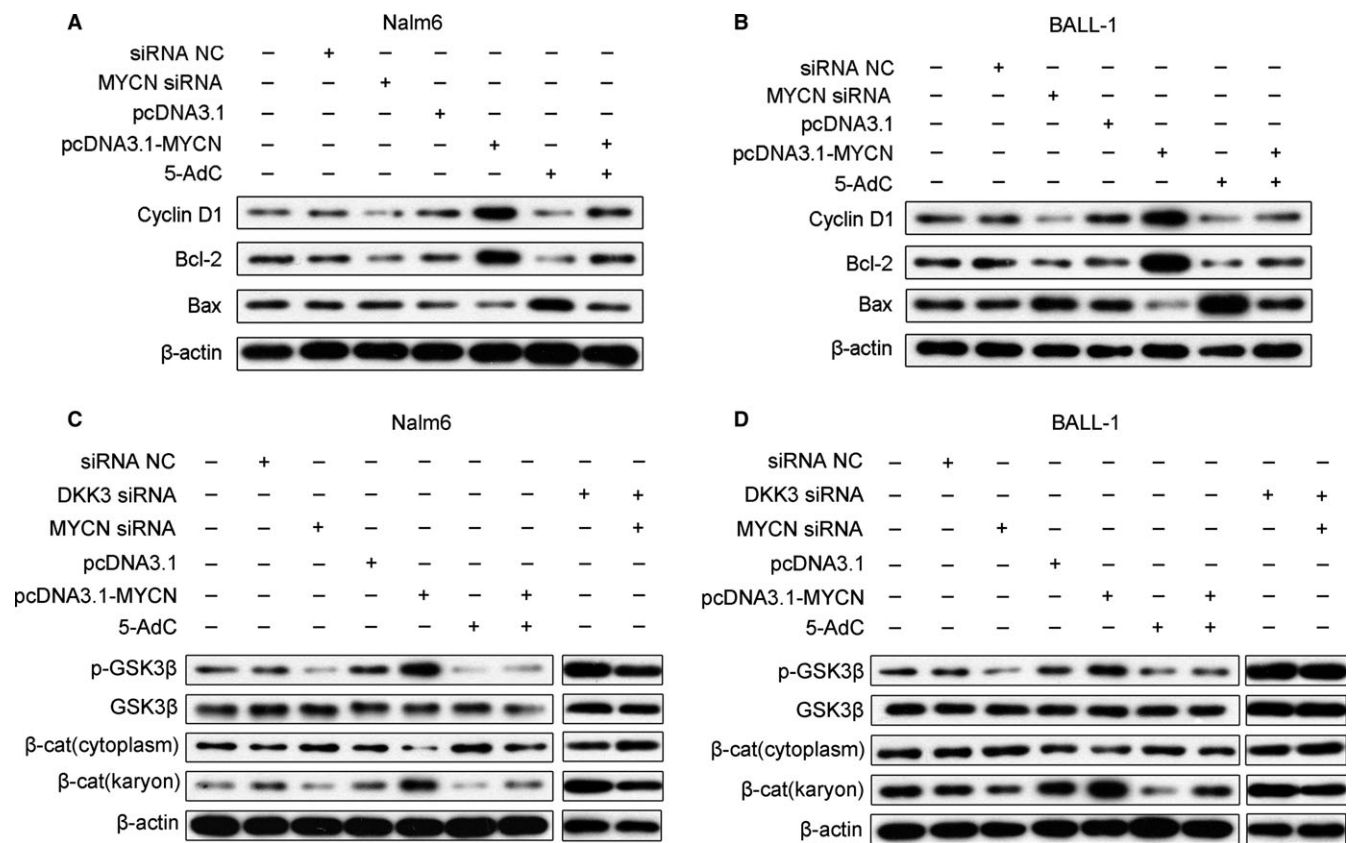 A Nalm6
siRNA NC − + − − − − −
MYCN siRNA − − + − − − −
pcDNA3.1 − − − + − − −
pcDNA3.1-MYCN − − − − + − +
5-AdC − − − − − + +
Cyclin D1
Bcl-2
Bax
β-actin
B BALL-1
siRNA NC − + − − − − −
MYCN siRNA − − + − − − −
pcDNA3.1 − − − + − − −
pcDNA3.1-MYCN − − − − + − +
5-AdC − − − − − + +
Cyclin D1
Bcl-2
Bax
β-actin
C Nalm6
siRNA NC − + − − − − − − −
DKK3 siRNA − − − − − − − + +
MYCN siRNA − − + − − − − − +
pcDNA3.1 − − − + − − − − −
pcDNA3.1-MYCN − − − − + − + − −
5-AdC − − − − − + + − −
p-GSK3β
GSK3β
β-cat(cytoplasm)
β-cat(karyon)
β-actin
D BALL-1
siRNA NC − + − − − − − − −
DKK3 siRNA − − − − − − − + +
MYCN siRNA − − + − − − − − +
pcDNA3.1 − − − + − − − − −
pcDNA3.1-MYCN − − − − + − + − −
5-AdC − − − − − + + − −
p-GSK3β
GSK3β
β-cat(cytoplasm)
β-cat(karyon)
β-actin